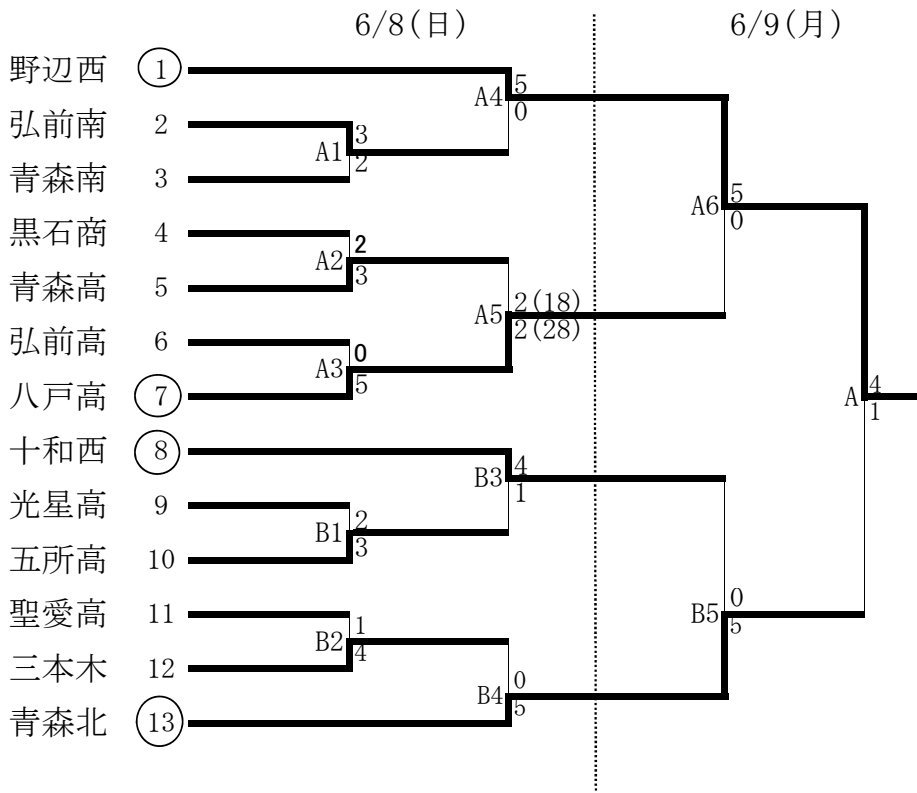 6/8(日) 6/9(月)
野辺西 1
5
A4
0
弘前南 2
3
A1
2
青森南 3
5
A6
0
黒石商 4
2
A2
3
青森高 5
2(18)
A5
2(28)
弘前高 6
0
A3
5
八戸高 7
4
A
1
十和西 8
4
B3
1
光星高 9
2
B1
3
五所高 10
0
B5
5
聖愛高 11
1
B2
4
三本木 12
0
B4
5
青森北 13